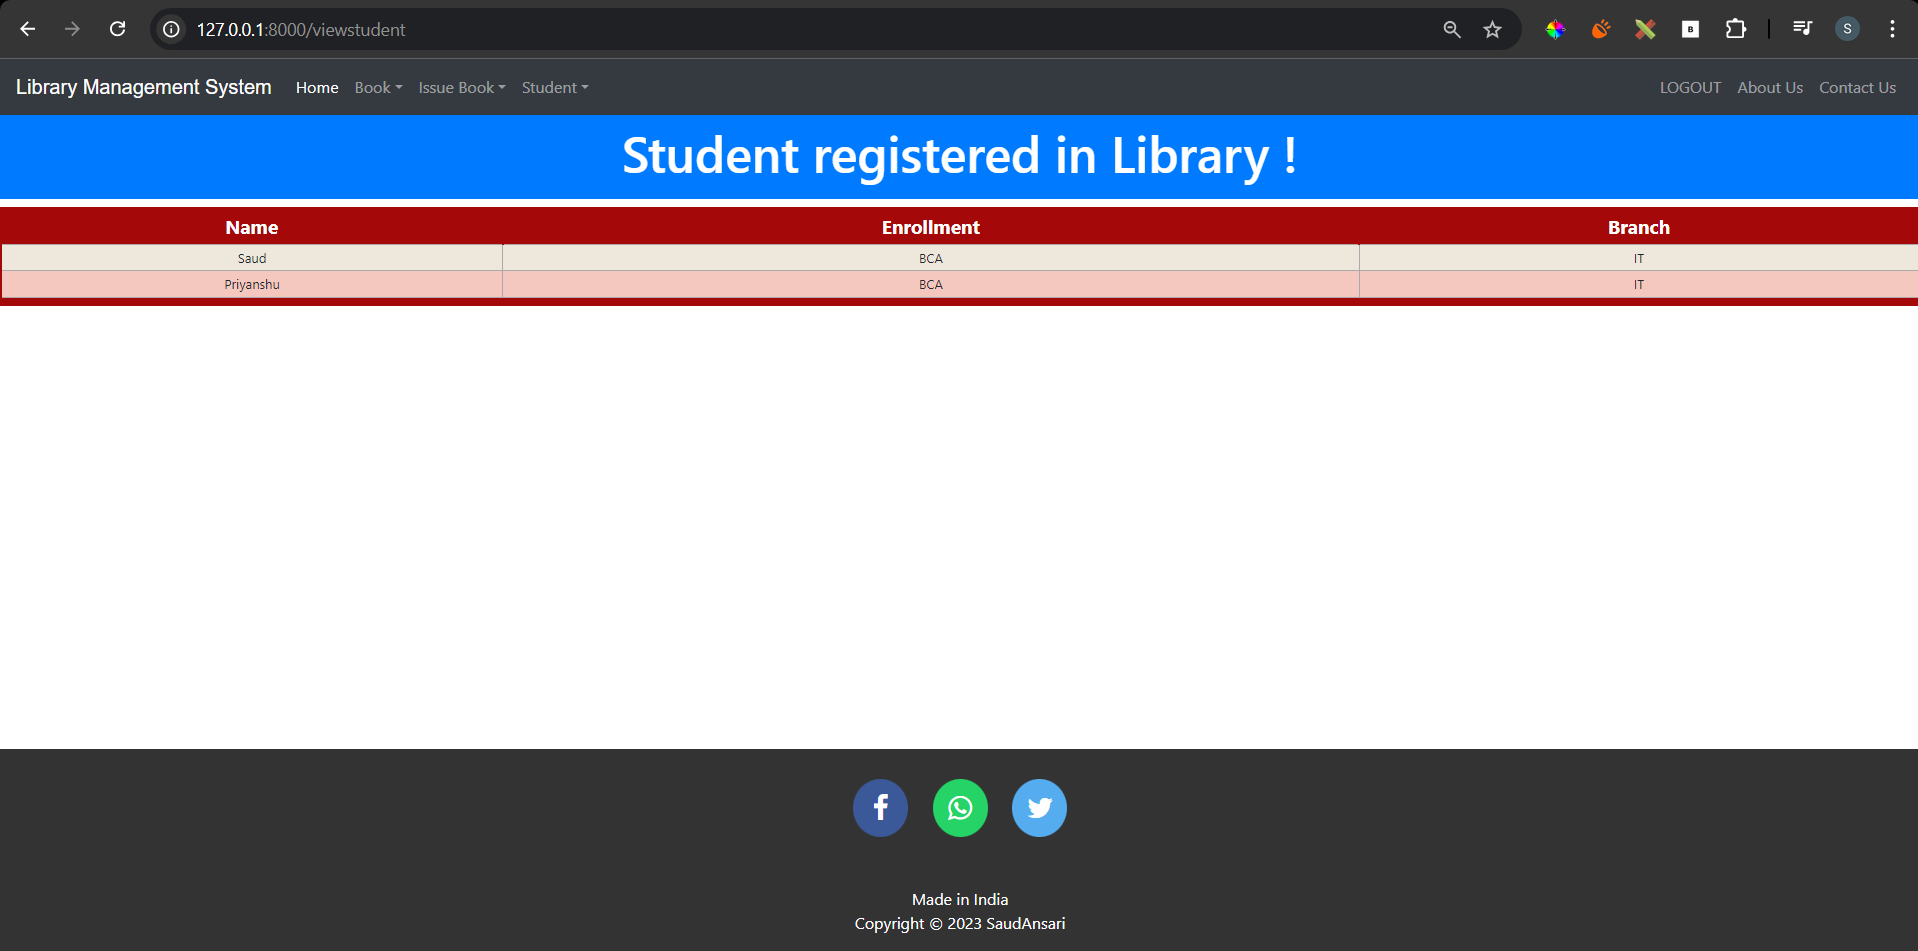 127.0.0.1:8000/viewstudent
B
S
Library Management System Home Book Issue Book Student LOGOUT About Us Contact Us
Student registered in Library !
Name Enrollment Branch
Saud BCA IT
Priyanshu BCA IT
Made in India
Copyright © 2023 SaudAnsari